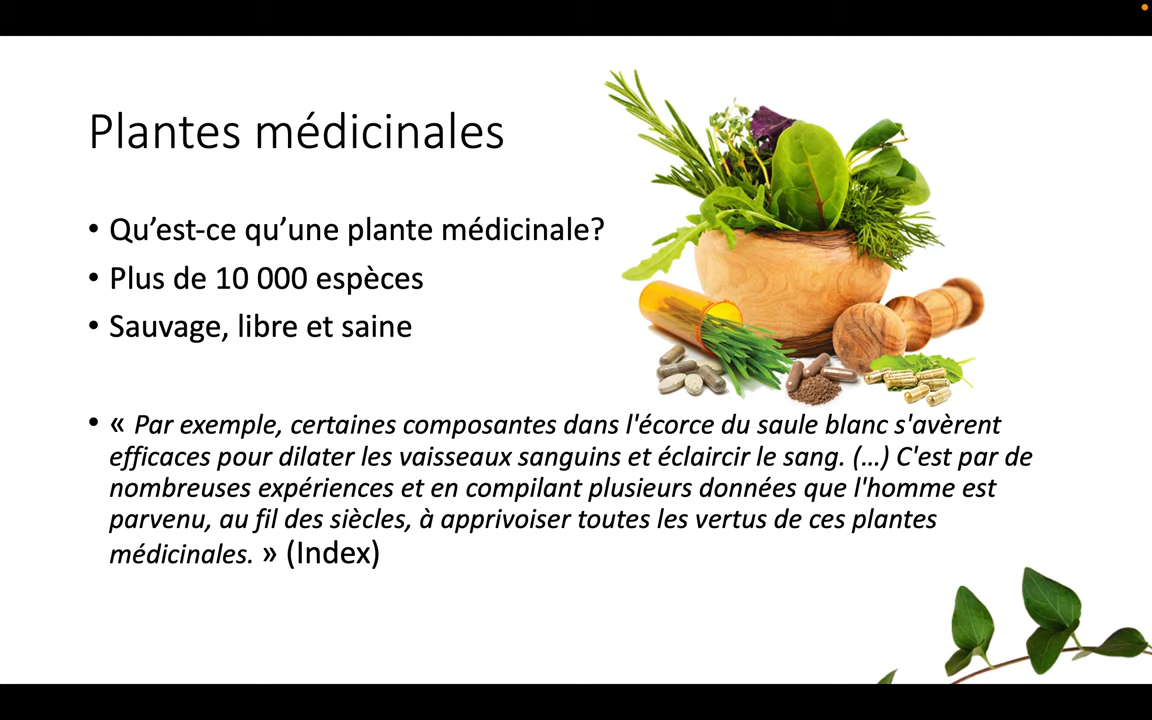 Plantes médicinales
• Qu’est-ce qu’une plante médicinale?
• Plus de 10 000 espèces
• Sauvage, libre et saine
• « Par exemple, certaines composantes dans l'écorce du saule blanc s'avèrent
efficaces pour dilater les vaisseaux sanguins et éclaircir le sang. (…) C'est par de
nombreuses expériences et en compilant plusieurs données que l'homme est
parvenu, au fil des siècles, à apprivoiser toutes les vertus de ces plantes
médicinales. » (Index)